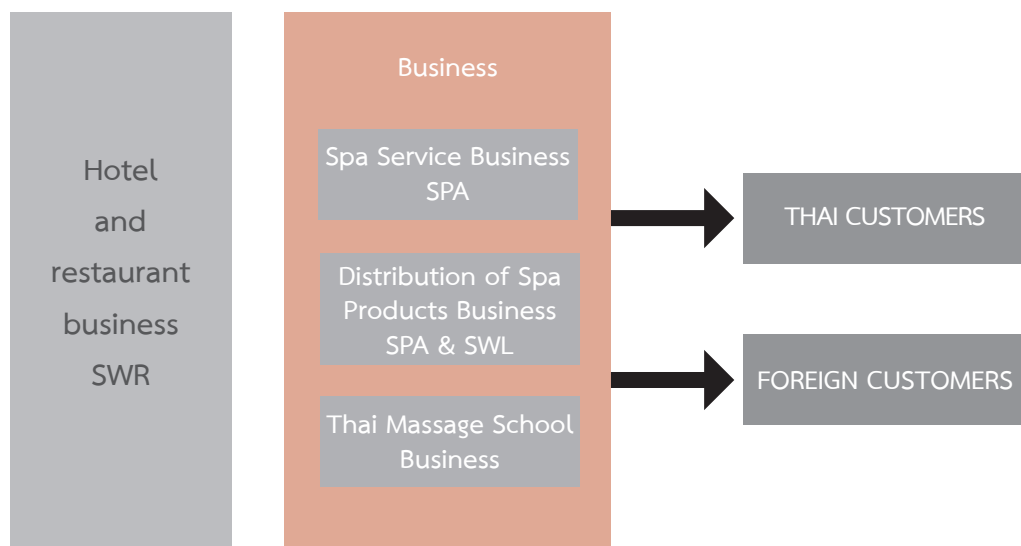 Hotel
and
restaurant
business
SWR
Business
Spa Service Business
SPA
Distribution of Spa
Products Business
SPA & SWL
Thai Massage School
Business
THAI CUSTOMERS
FOREIGN CUSTOMERS